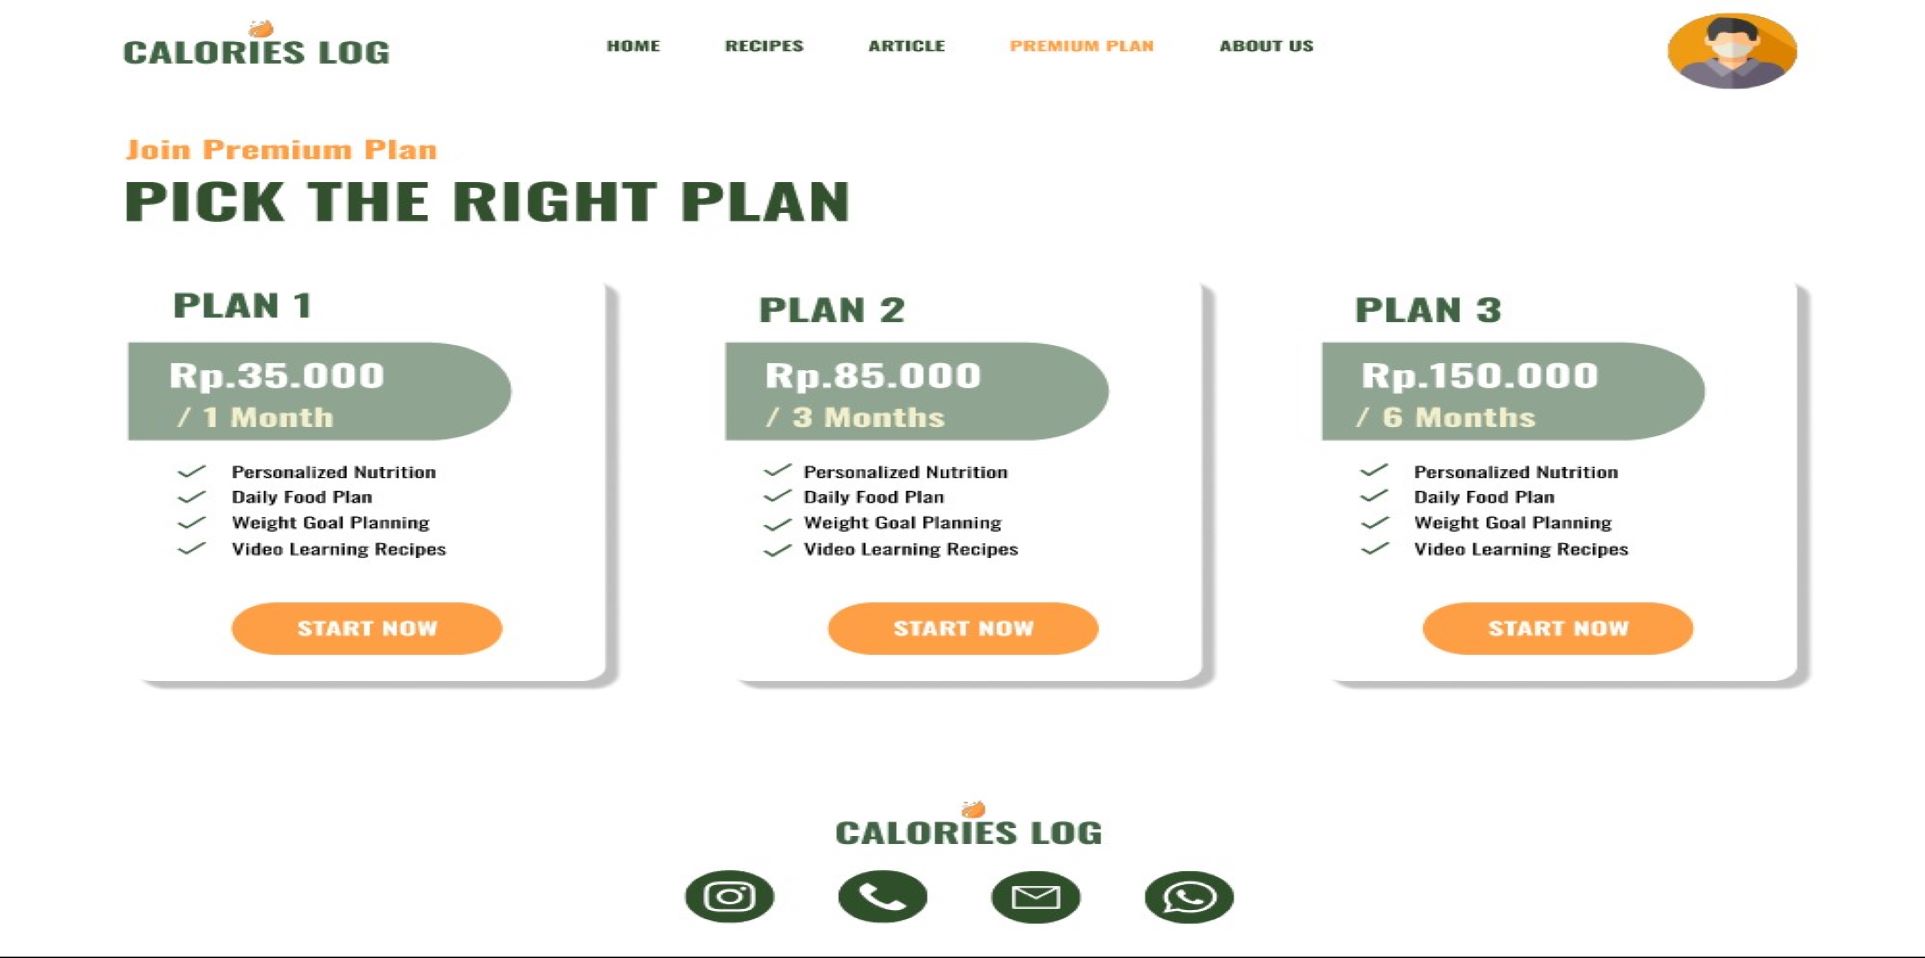 CALORIES LOG
HOME RECIPES ARTICLE PREMIUM PLAN ABOUT US
Join Premium Plan
PICK THE RIGHT PLAN
PLAN 1
Rp.35.000
/ 1 Month
Personalized Nutrition
Daily Food Plan
Weight Goal Planning
Video Learning Recipes
START NOW
PLAN 2
Rp.85.000
/ 3 Months
Personalized Nutrition
Daily Food Plan
Weight Goal Planning
Video Learning Recipes
START NOW
PLAN 3
Rp.150.000
/ 6 Months
Personalized Nutrition
Daily Food Plan
Weight Goal Planning
Video Learning Recipes
START NOW
CALORIES LOG